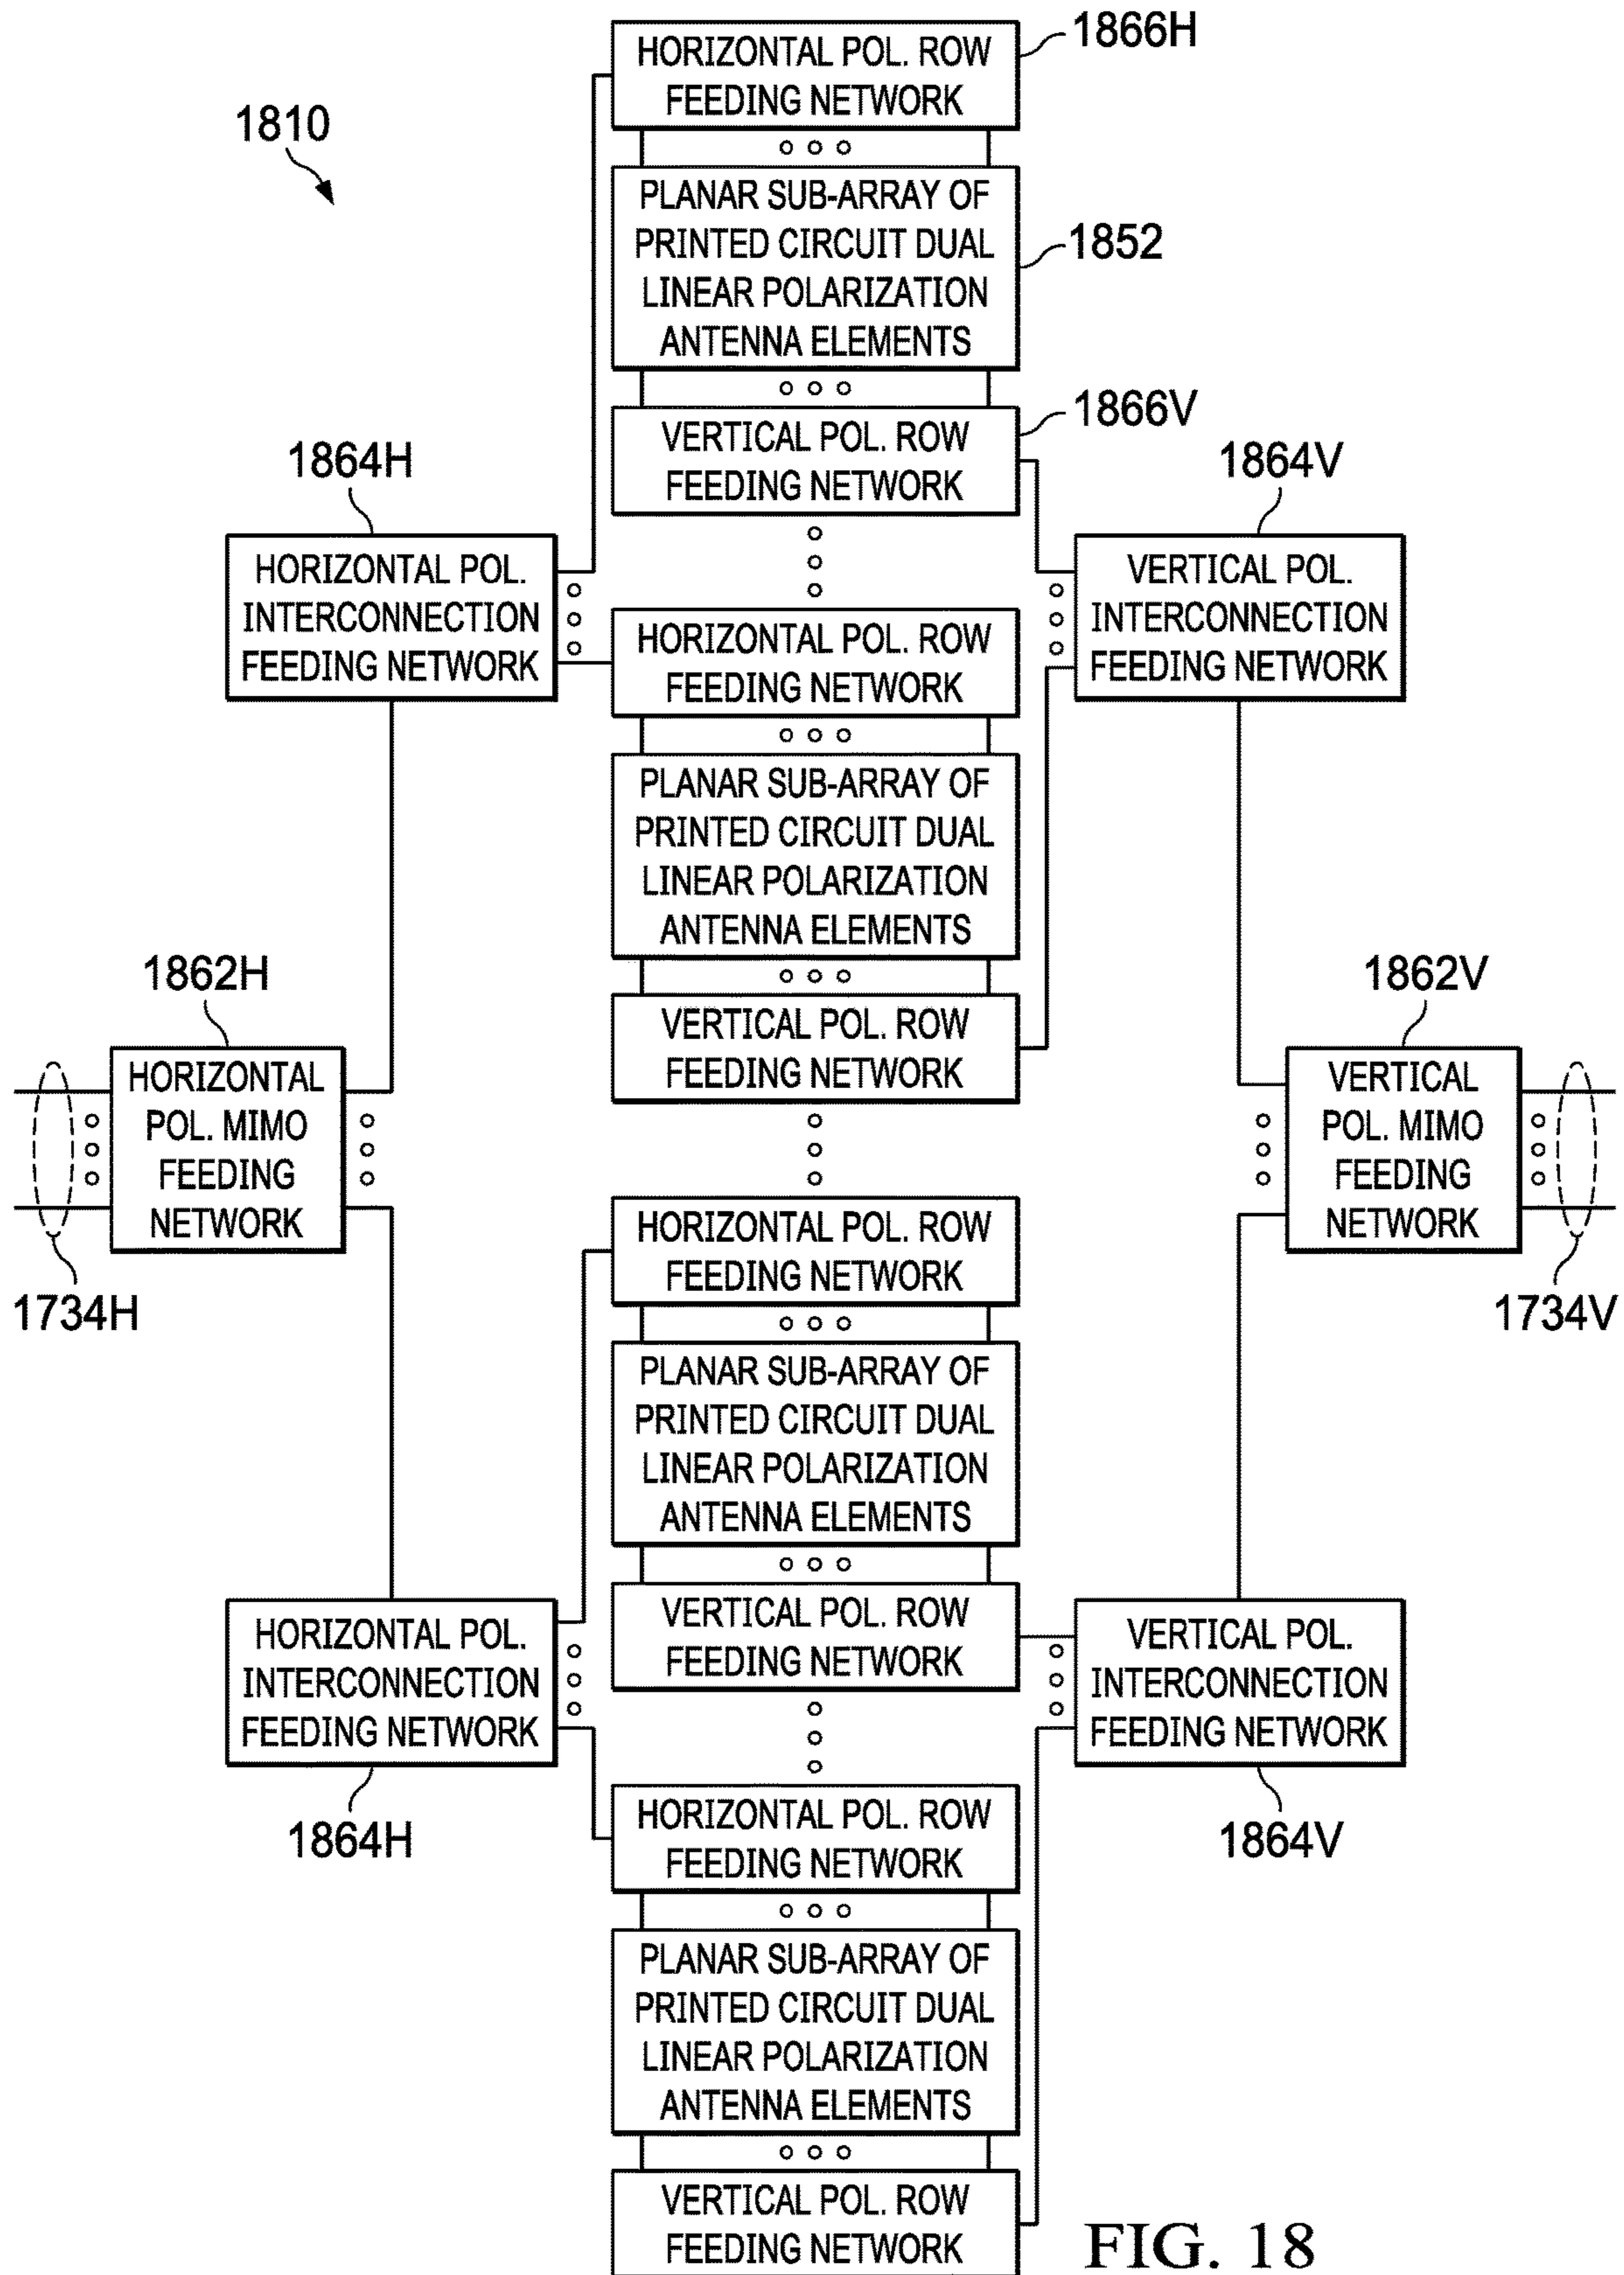 1810
HORIZONTAL POL. ROW
FEEDING NETWORK
1866H
PLANAR SUB-ARRAY OF
PRINTED CIRCUIT DUAL
LINEAR POLARIZATION
ANTENNA ELEMENTS
1852
VERTICAL POL. ROW
FEEDING NETWORK
1866V
1864H
HORIZONTAL POL.
INTERCONNECTION
FEEDING NETWORK
1864V
VERTICAL POL.
INTERCONNECTION
FEEDING NETWORK
HORIZONTAL POL. ROW
FEEDING NETWORK
PLANAR SUB-ARRAY OF
PRINTED CIRCUIT DUAL
LINEAR POLARIZATION
ANTENNA ELEMENTS
VERTICAL POL. ROW
FEEDING NETWORK
1862H
HORIZONTAL
POL. MIMO
FEEDING
NETWORK
1734H
1862V
VERTICAL
POL. MIMO
FEEDING
NETWORK
1734V
HORIZONTAL POL. ROW
FEEDING NETWORK
PLANAR SUB-ARRAY OF
PRINTED CIRCUIT DUAL
LINEAR POLARIZATION
ANTENNA ELEMENTS
VERTICAL POL. ROW
FEEDING NETWORK
HORIZONTAL POL.
INTERCONNECTION
FEEDING NETWORK
1864H
VERTICAL POL.
INTERCONNECTION
FEEDING NETWORK
1864V
HORIZONTAL POL. ROW
FEEDING NETWORK
PLANAR SUB-ARRAY OF
PRINTED CIRCUIT DUAL
LINEAR POLARIZATION
ANTENNA ELEMENTS
VERTICAL POL. ROW
FEEDING NETWORK
FIG. 18